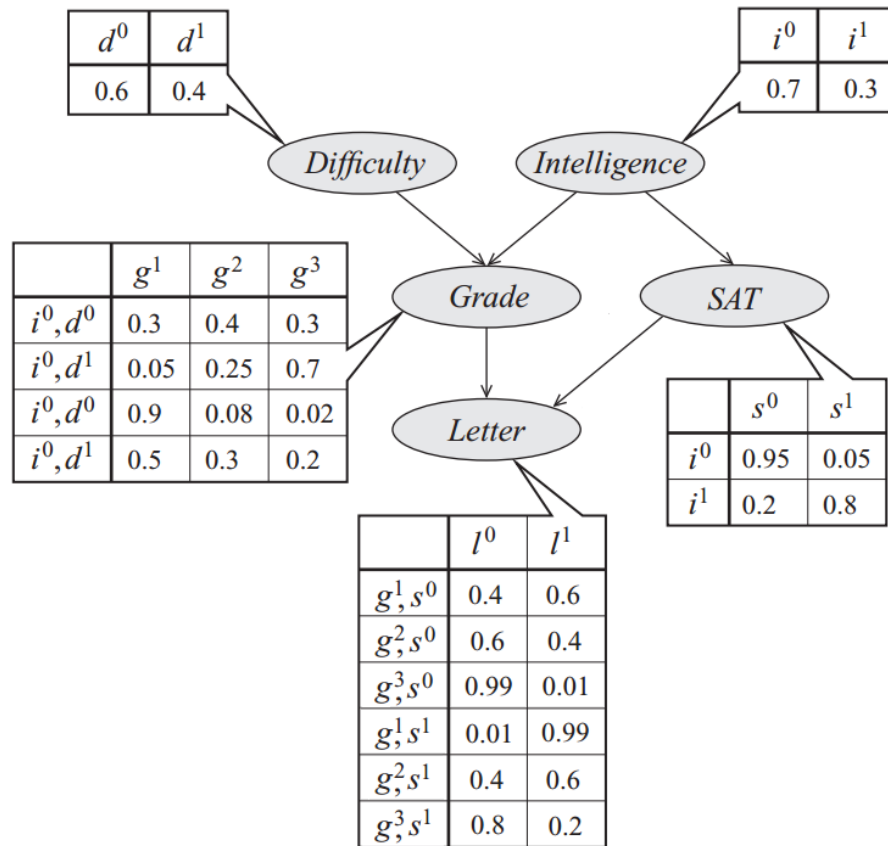 d⁰ d¹
0.6 0.4
i⁰ i¹
0.7 0.3
Difficulty
Intelligence
g¹ g² g³
i⁰,d⁰ 0.3 0.4 0.3
i⁰,d¹ 0.05 0.25 0.7
i⁰,d⁰ 0.9 0.08 0.02
i⁰,d¹ 0.5 0.3 0.2
Grade
SAT
s⁰ s¹
i⁰ 0.95 0.05
i¹ 0.2 0.8
Letter
l⁰ l¹
g¹,s⁰ 0.4 0.6
g²,s⁰ 0.6 0.4
g³,s⁰ 0.99 0.01
g¹,s¹ 0.01 0.99
g²,s¹ 0.4 0.6
g³,s¹ 0.8 0.2